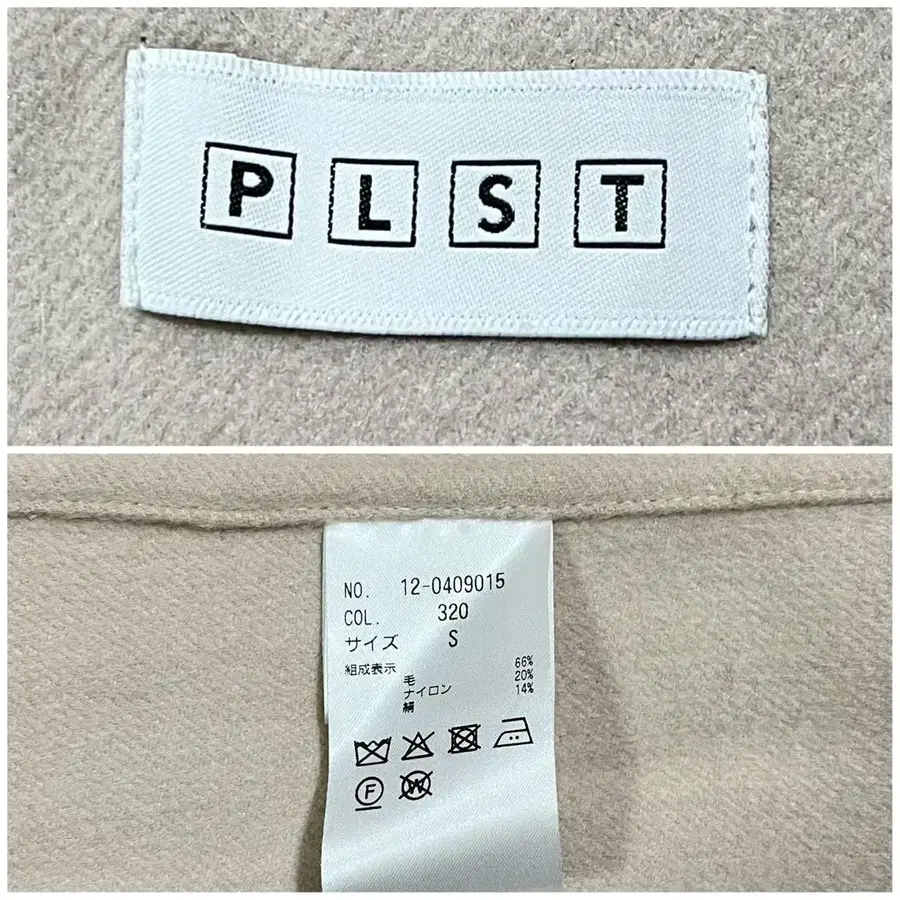 PLST
NO. 12-0409015
COL. 320
サイズ S
組成表示
毛 66%
ナイロン 20%
絹 14%
F
W